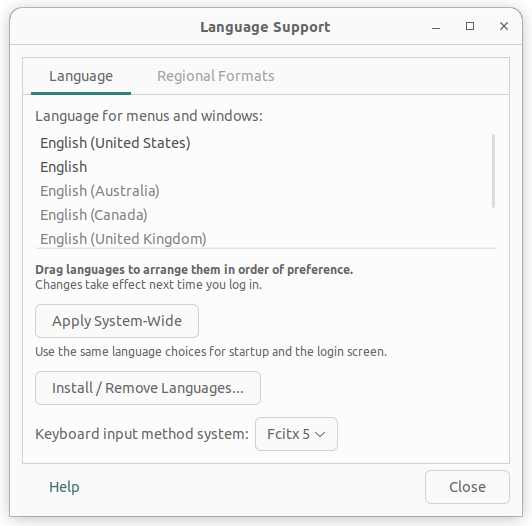 Language Support
Language
Regional Formats
Language for menus and windows:
English (United States)
English
English (Australia)
English (Canada)
English (United Kingdom)
Drag languages to arrange them in order of preference.
Changes take effect next time you log in.
Apply System-Wide
Use the same language choices for startup and the login screen.
Install / Remove Languages...
Keyboard input method system: Fcitx 5
Help
Close